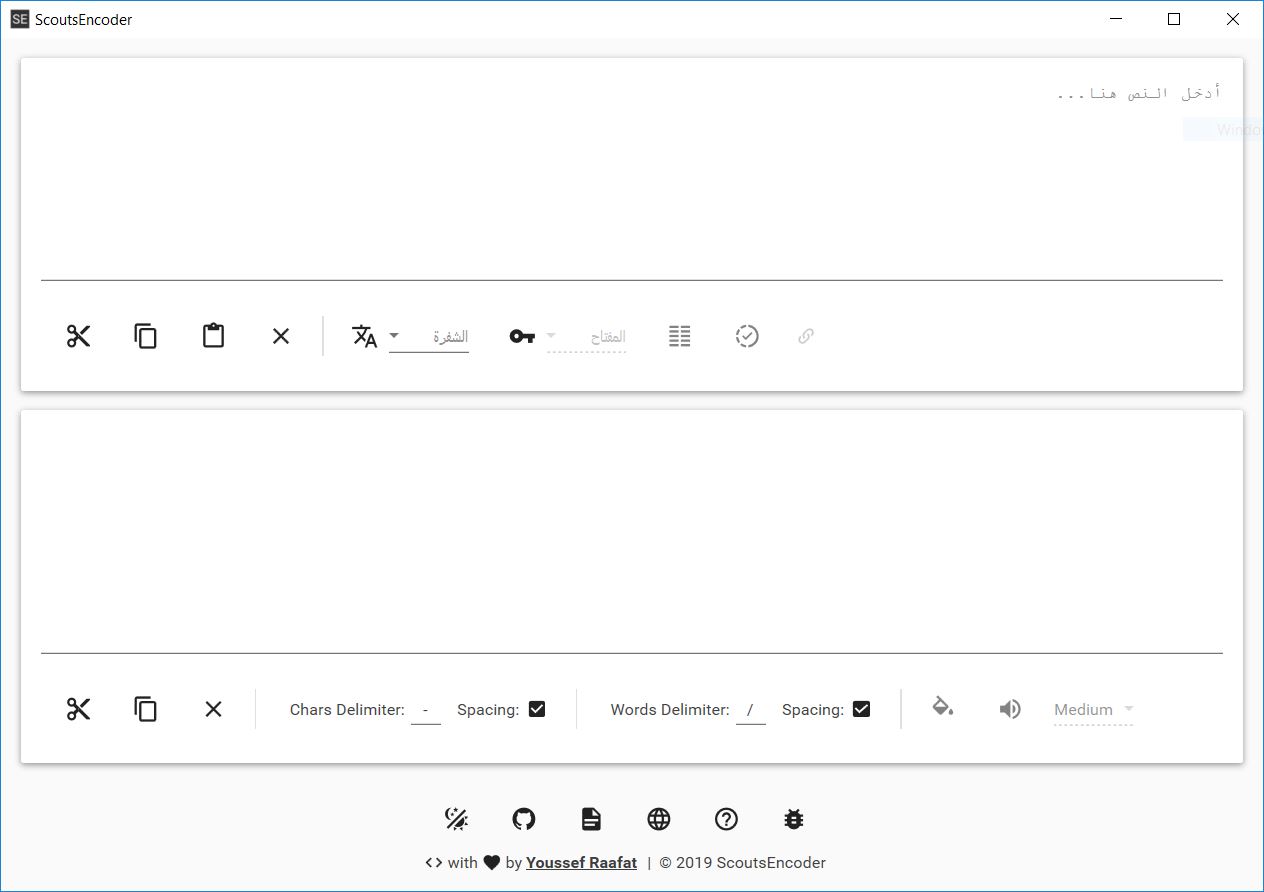 SE ScoutsEncoder
أدخل النص هنا...
الشفرة المفتاح
Chars Delimiter: - Spacing: Words Delimiter: / Spacing: Medium
<> with ♥ by Youssef Raafat | © 2019 ScoutsEncoder